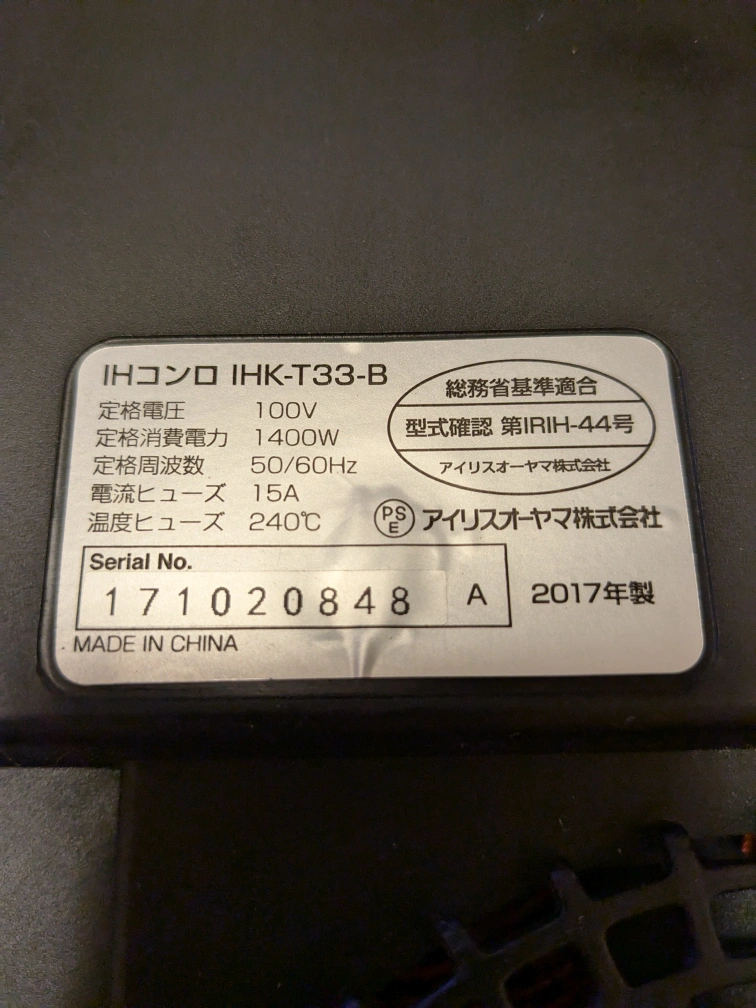 IHコンロ IHK-T33-B
定格電圧 100V
定格消費電力 1400W
定格周波数 50/60Hz
電流ヒューズ 15A
温度ヒューズ 240℃
総務省基準適合
型式確認 第IRIH-44号
アイリスオーヤマ株式会社
PSE アイリスオーヤマ株式会社
Serial No.
171020848 A 2017年製
MADE IN CHINA